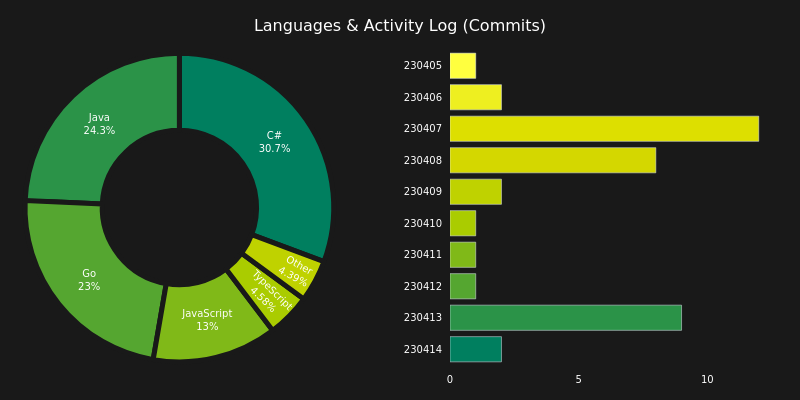 Languages & Activity Log (Commits)
Java
24.3%
C#
30.7%
Go
23%
JavaScript
13%
TypeScript
4.58%
Other
4.39%
230405
230406
230407
230408
230409
230410
230411
230412
230413
230414
0
5
10